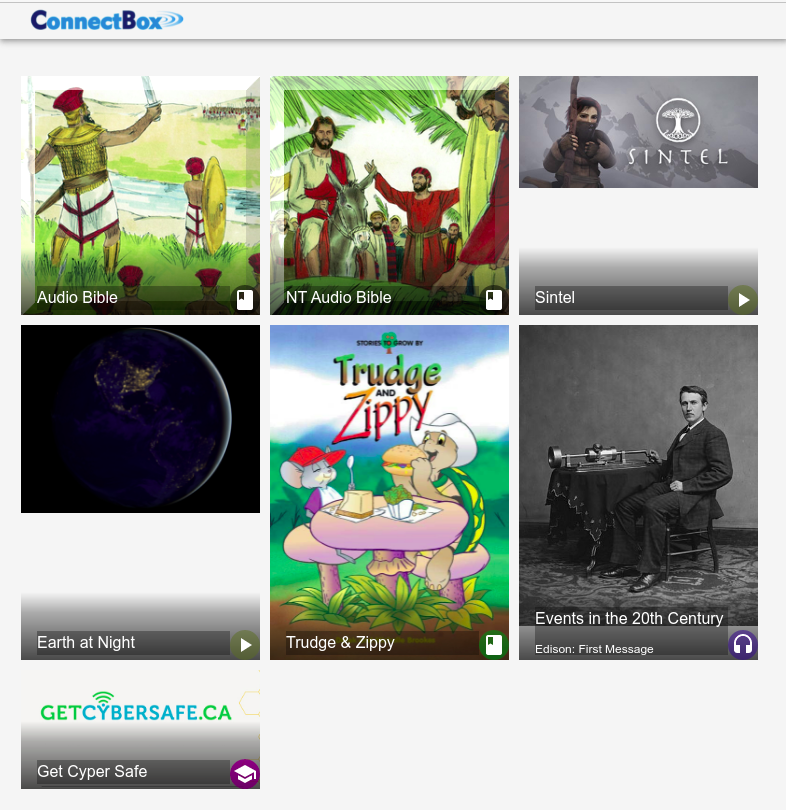 ConnectBox
Audio Bible
NT Audio Bible
SINTEL
Sintel
Earth at Night
STORIES TO GROW BY
Trudge
AND
Zippy
Trudge & Zippy
Events in the 20th Century
Edison: First Message
GETCYBERSAFE.CA
Get Cyper Safe